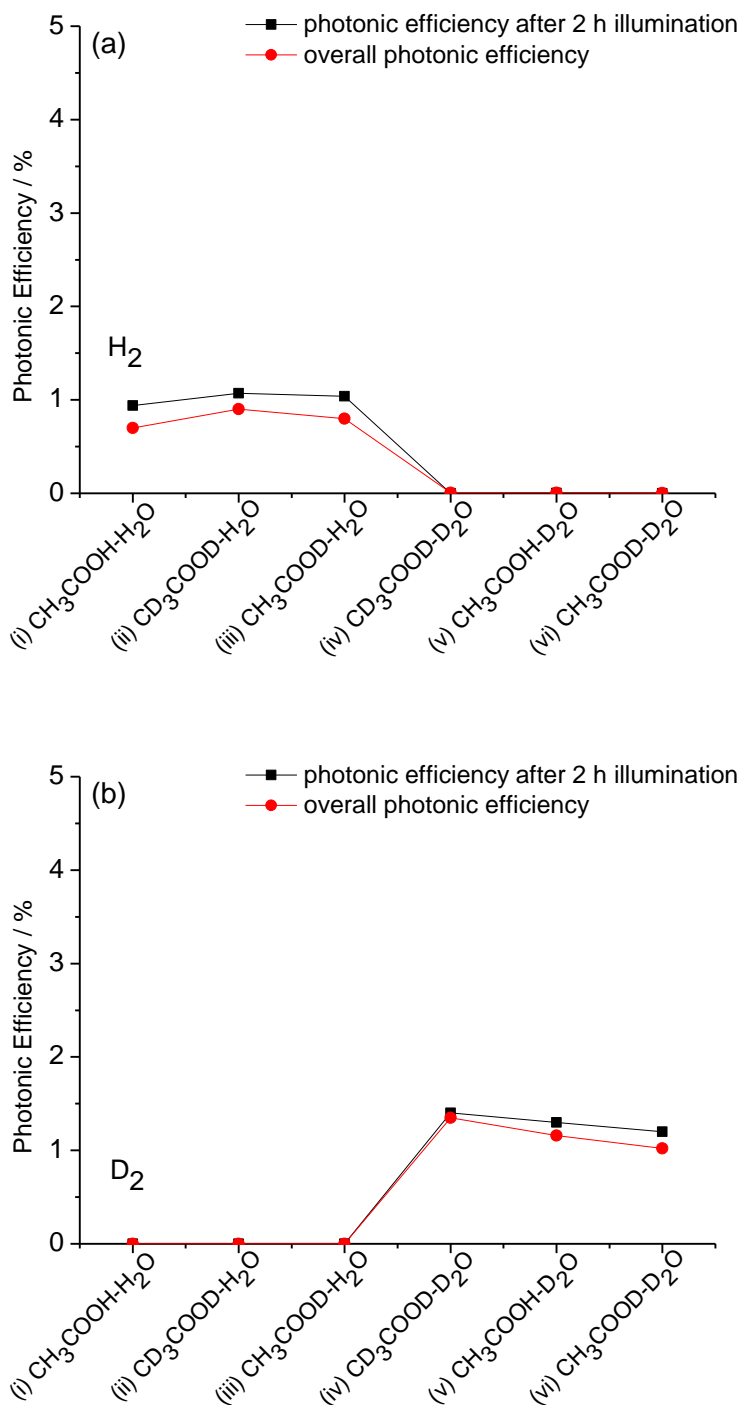 (a)
photonic efficiency after 2 h illumination
overall photonic efficiency
Photonic Efficiency / %
5
4
3
2
1
0
H₂
(i) CH₃COOH-H₂O
(ii) CD₃COOD-H₂O
(iii) CH₃COOD-H₂O
(iv) CD₃COOD-D₂O
(v) CH₃COOH-D₂O
(vi) CH₃COOD-D₂O
(b)
photonic efficiency after 2 h illumination
overall photonic efficiency
Photonic Efficiency / %
5
4
3
2
1
0
D₂
(i) CH₃COOH-H₂O
(ii) CD₃COOD-H₂O
(iii) CH₃COOD-H₂O
(iv) CD₃COOD-D₂O
(v) CH₃COOH-D₂O
(vi) CH₃COOD-D₂O